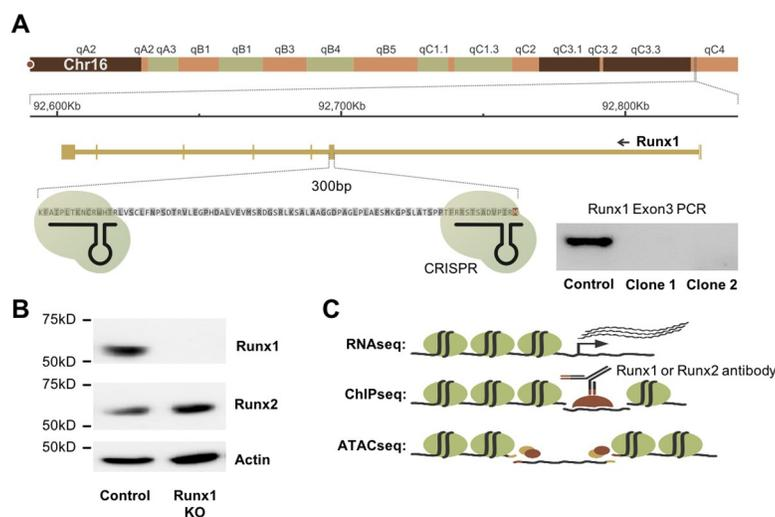 A
qA2 qA2 qA3 qB1 qB1 qB3 qB4 qB5 qC1.1 qC1.3 qC2 qC3.1 qC3.2 qC3.3 qC4
Chr16
92,600Kb 92,700Kb 92,800Kb
Runx1
300bp
CRISPR
Runx1 Exon3 PCR
Control Clone 1 Clone 2
B
75kD
50kD
Runx1
75kD
50kD
Runx2
50kD
Actin
Control Runx1
KO
C
RNAseq:
ChIPseq:
Runx1 or Runx2 antibody
ATACseq: